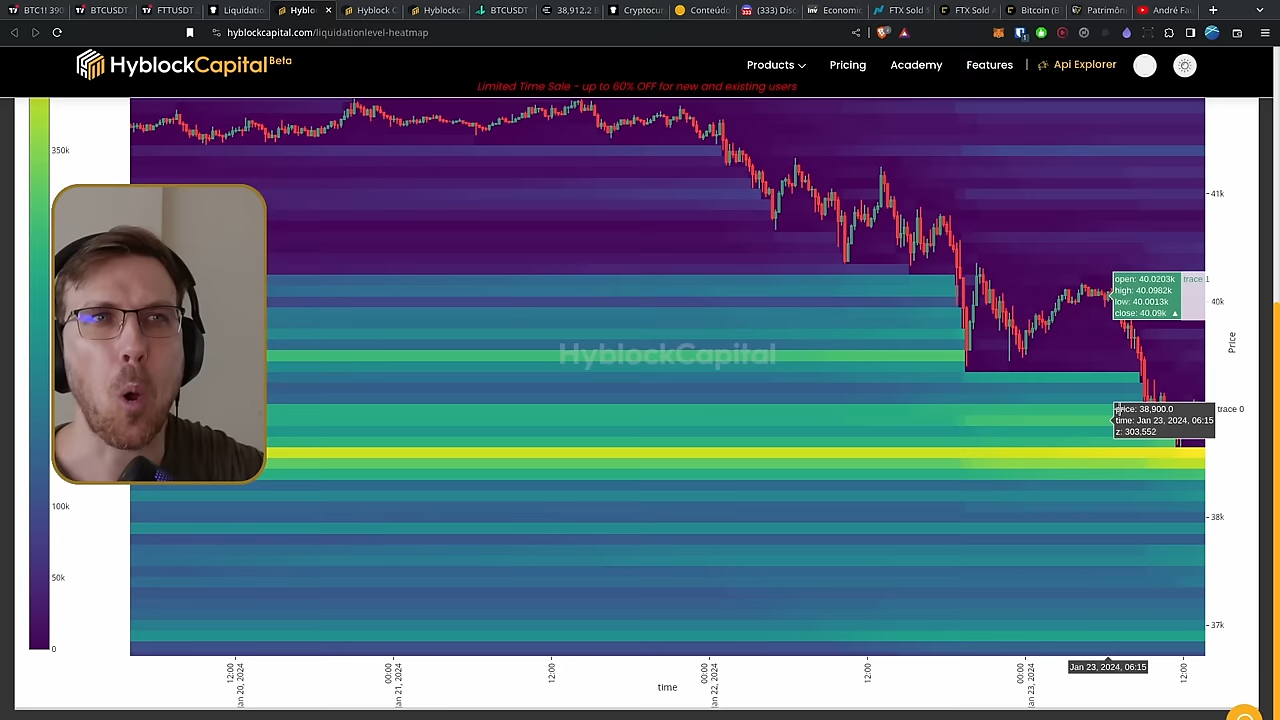 BTC1! 390
BTCUSDT
FTTUSDT
Liquidatio
Hyblo
Hyblock C
Hyblockca
BTCUSDT
38,912.2 B
Cryptocur
Conteúdo
(333) Disc
Economic
FTX Sold $
FTX Sold A
Bitcoin (B
Patrimôni
André Fau
hyblockcapital.com/liquidationlevel-heatmap
HyblockCapital Beta
Products
Pricing
Academy
Features
Api Explorer
Limited Time Sale - up to 60% OFF for new and existing users
350k
100k
50k
0
HyblockCapital
41k
40k
38k
37k
Price
open: 40.0203k
high: 40.0982k
low: 40.0013k
close: 40.09k ▲
trace 1
price: 38,900.0
time: Jan 23, 2024, 06:15
z: 303,552
trace 0
12:00
Jan 20, 2024
00:00
Jan 21, 2024
12:00
00:00
Jan 22, 2024
12:00
00:00
Jan 23, 2024
12:00
Jan 23, 2024, 06:15
time